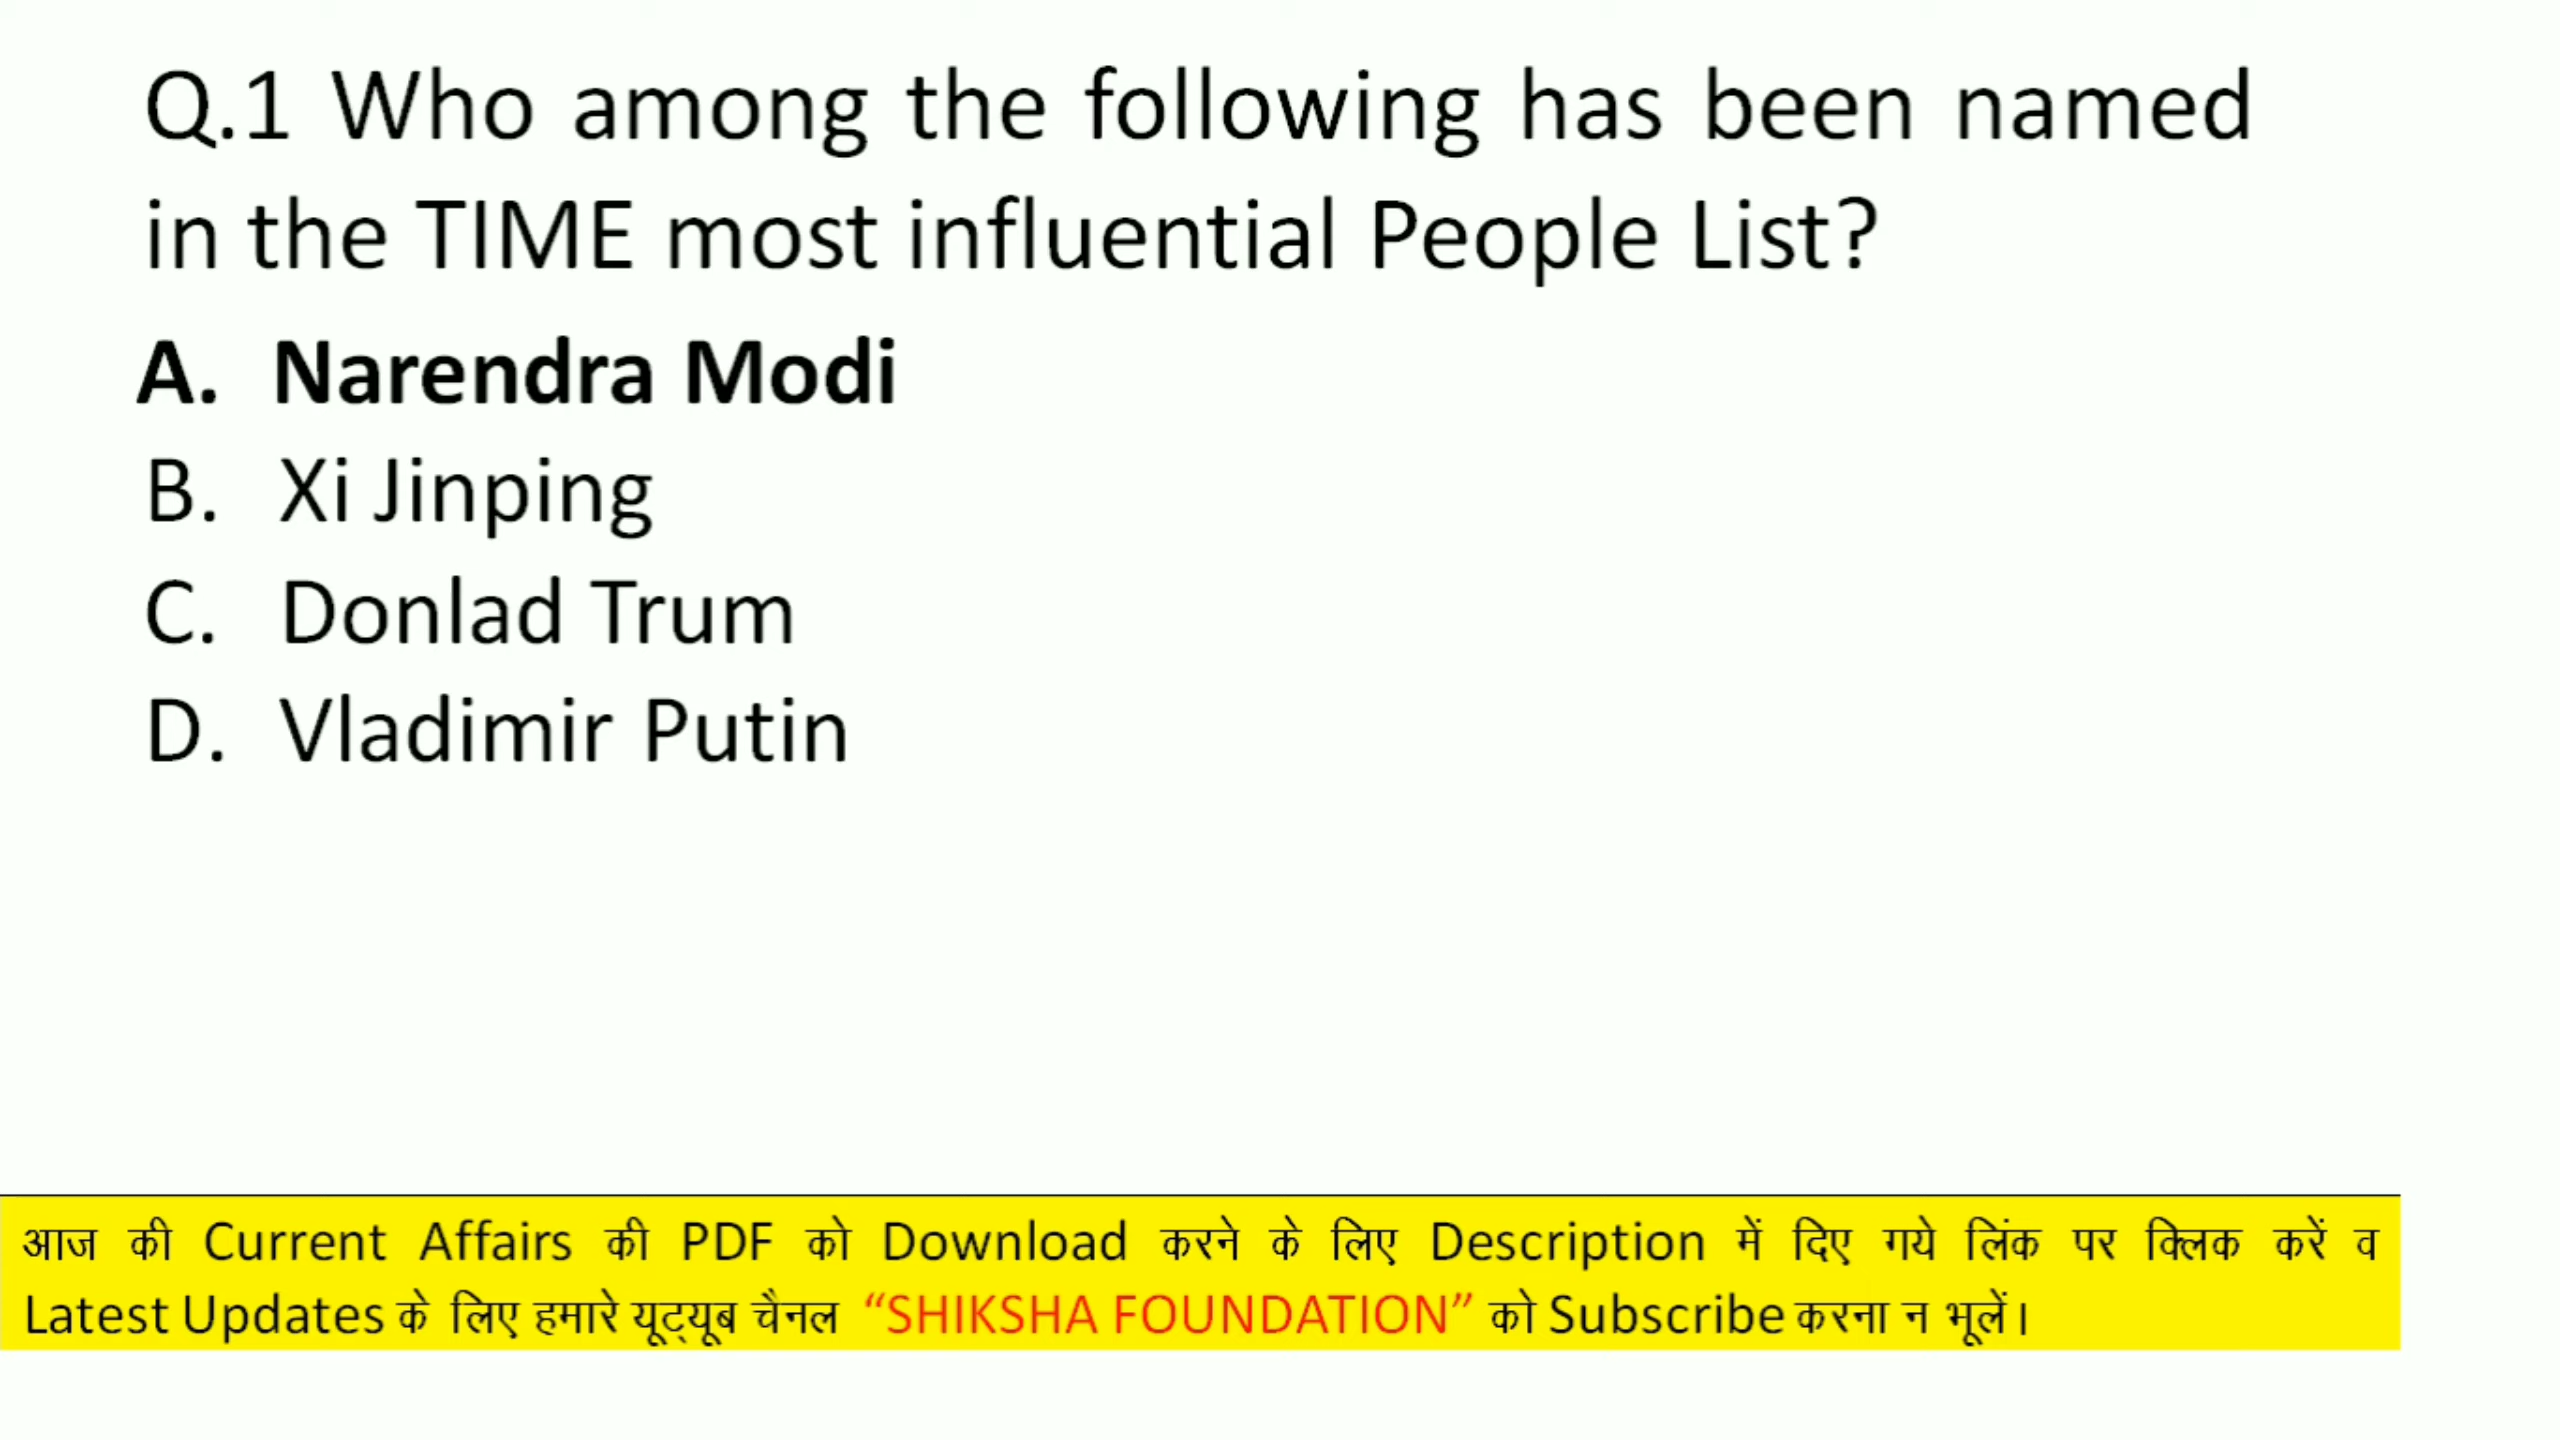 Q.1 Who among the following has been named
in the TIME most influential People List?
A. Narendra Modi
B. Xi Jinping
C. Donlad Trum
D. Vladimir Putin
आज की Current Affairs की PDF को Download करने के लिए Description में दिए गये लिंक पर क्लिक करें व
Latest Updates के लिए हमारे यूट्यूब चैनल “SHIKSHA FOUNDATION” को Subscribe करना न भूलें।